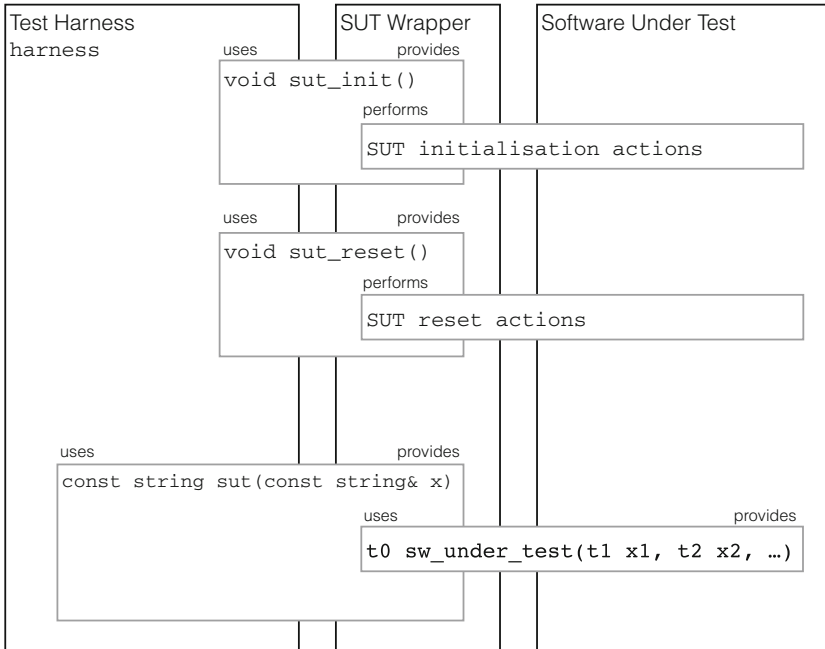 Test Harness
SUT Wrapper
Software Under Test
harness
uses
provides
void sut_init()
performs
SUT initialisation actions
uses
provides
void sut_reset()
performs
SUT reset actions
uses
provides
const string sut(const string& x)
uses
provides
t0 sw_under_test(t1 x1, t2 x2, …)